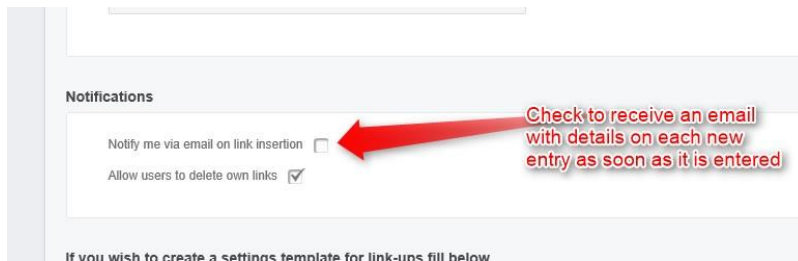 Notifications
Check to receive an email
with details on each new
entry as soon as it is entered
Notify me via email on link insertion
Allow users to delete own links
If you wish to create a settings template for link-ups fill below